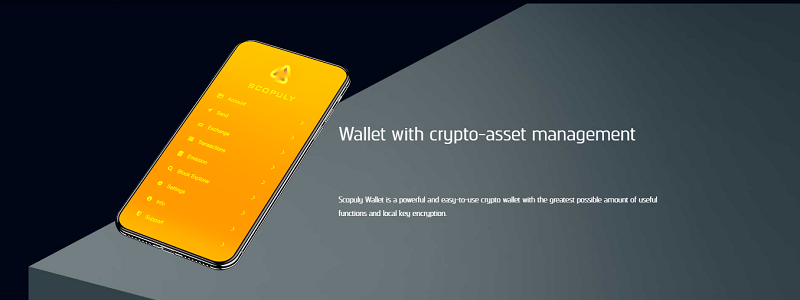 SCOPULY
Account
Send
Exchange
Transactions
Emission
Block Explorer
Settings
Info
Support
Wallet with crypto-asset management
Scopuly Wallet is a powerful and easy-to-use crypto wallet with the greatest possible amount of useful
functions and local key encryption.